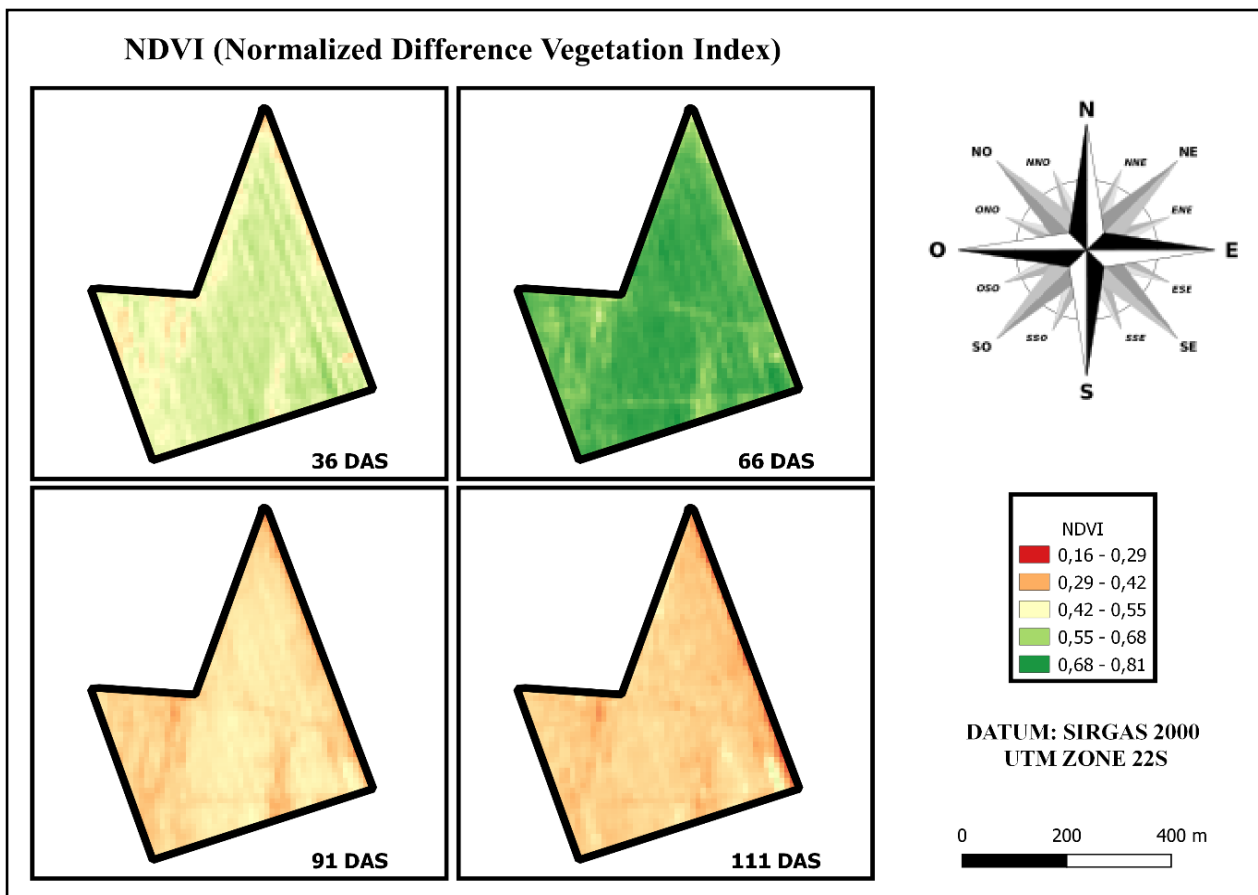 NDVI (Normalized Difference Vegetation Index)
36 DAS
66 DAS
91 DAS
111 DAS
N
NNO
NNE
NO
NE
ONO
ENE
O
E
OSO
ESE
SO
SE
SSO
SSE
S
NDVI
0,16 - 0,29
0,29 - 0,42
0,42 - 0,55
0,55 - 0,68
0,68 - 0,81
DATUM: SIRGAS 2000
UTM ZONE 22S
0 200 400 m